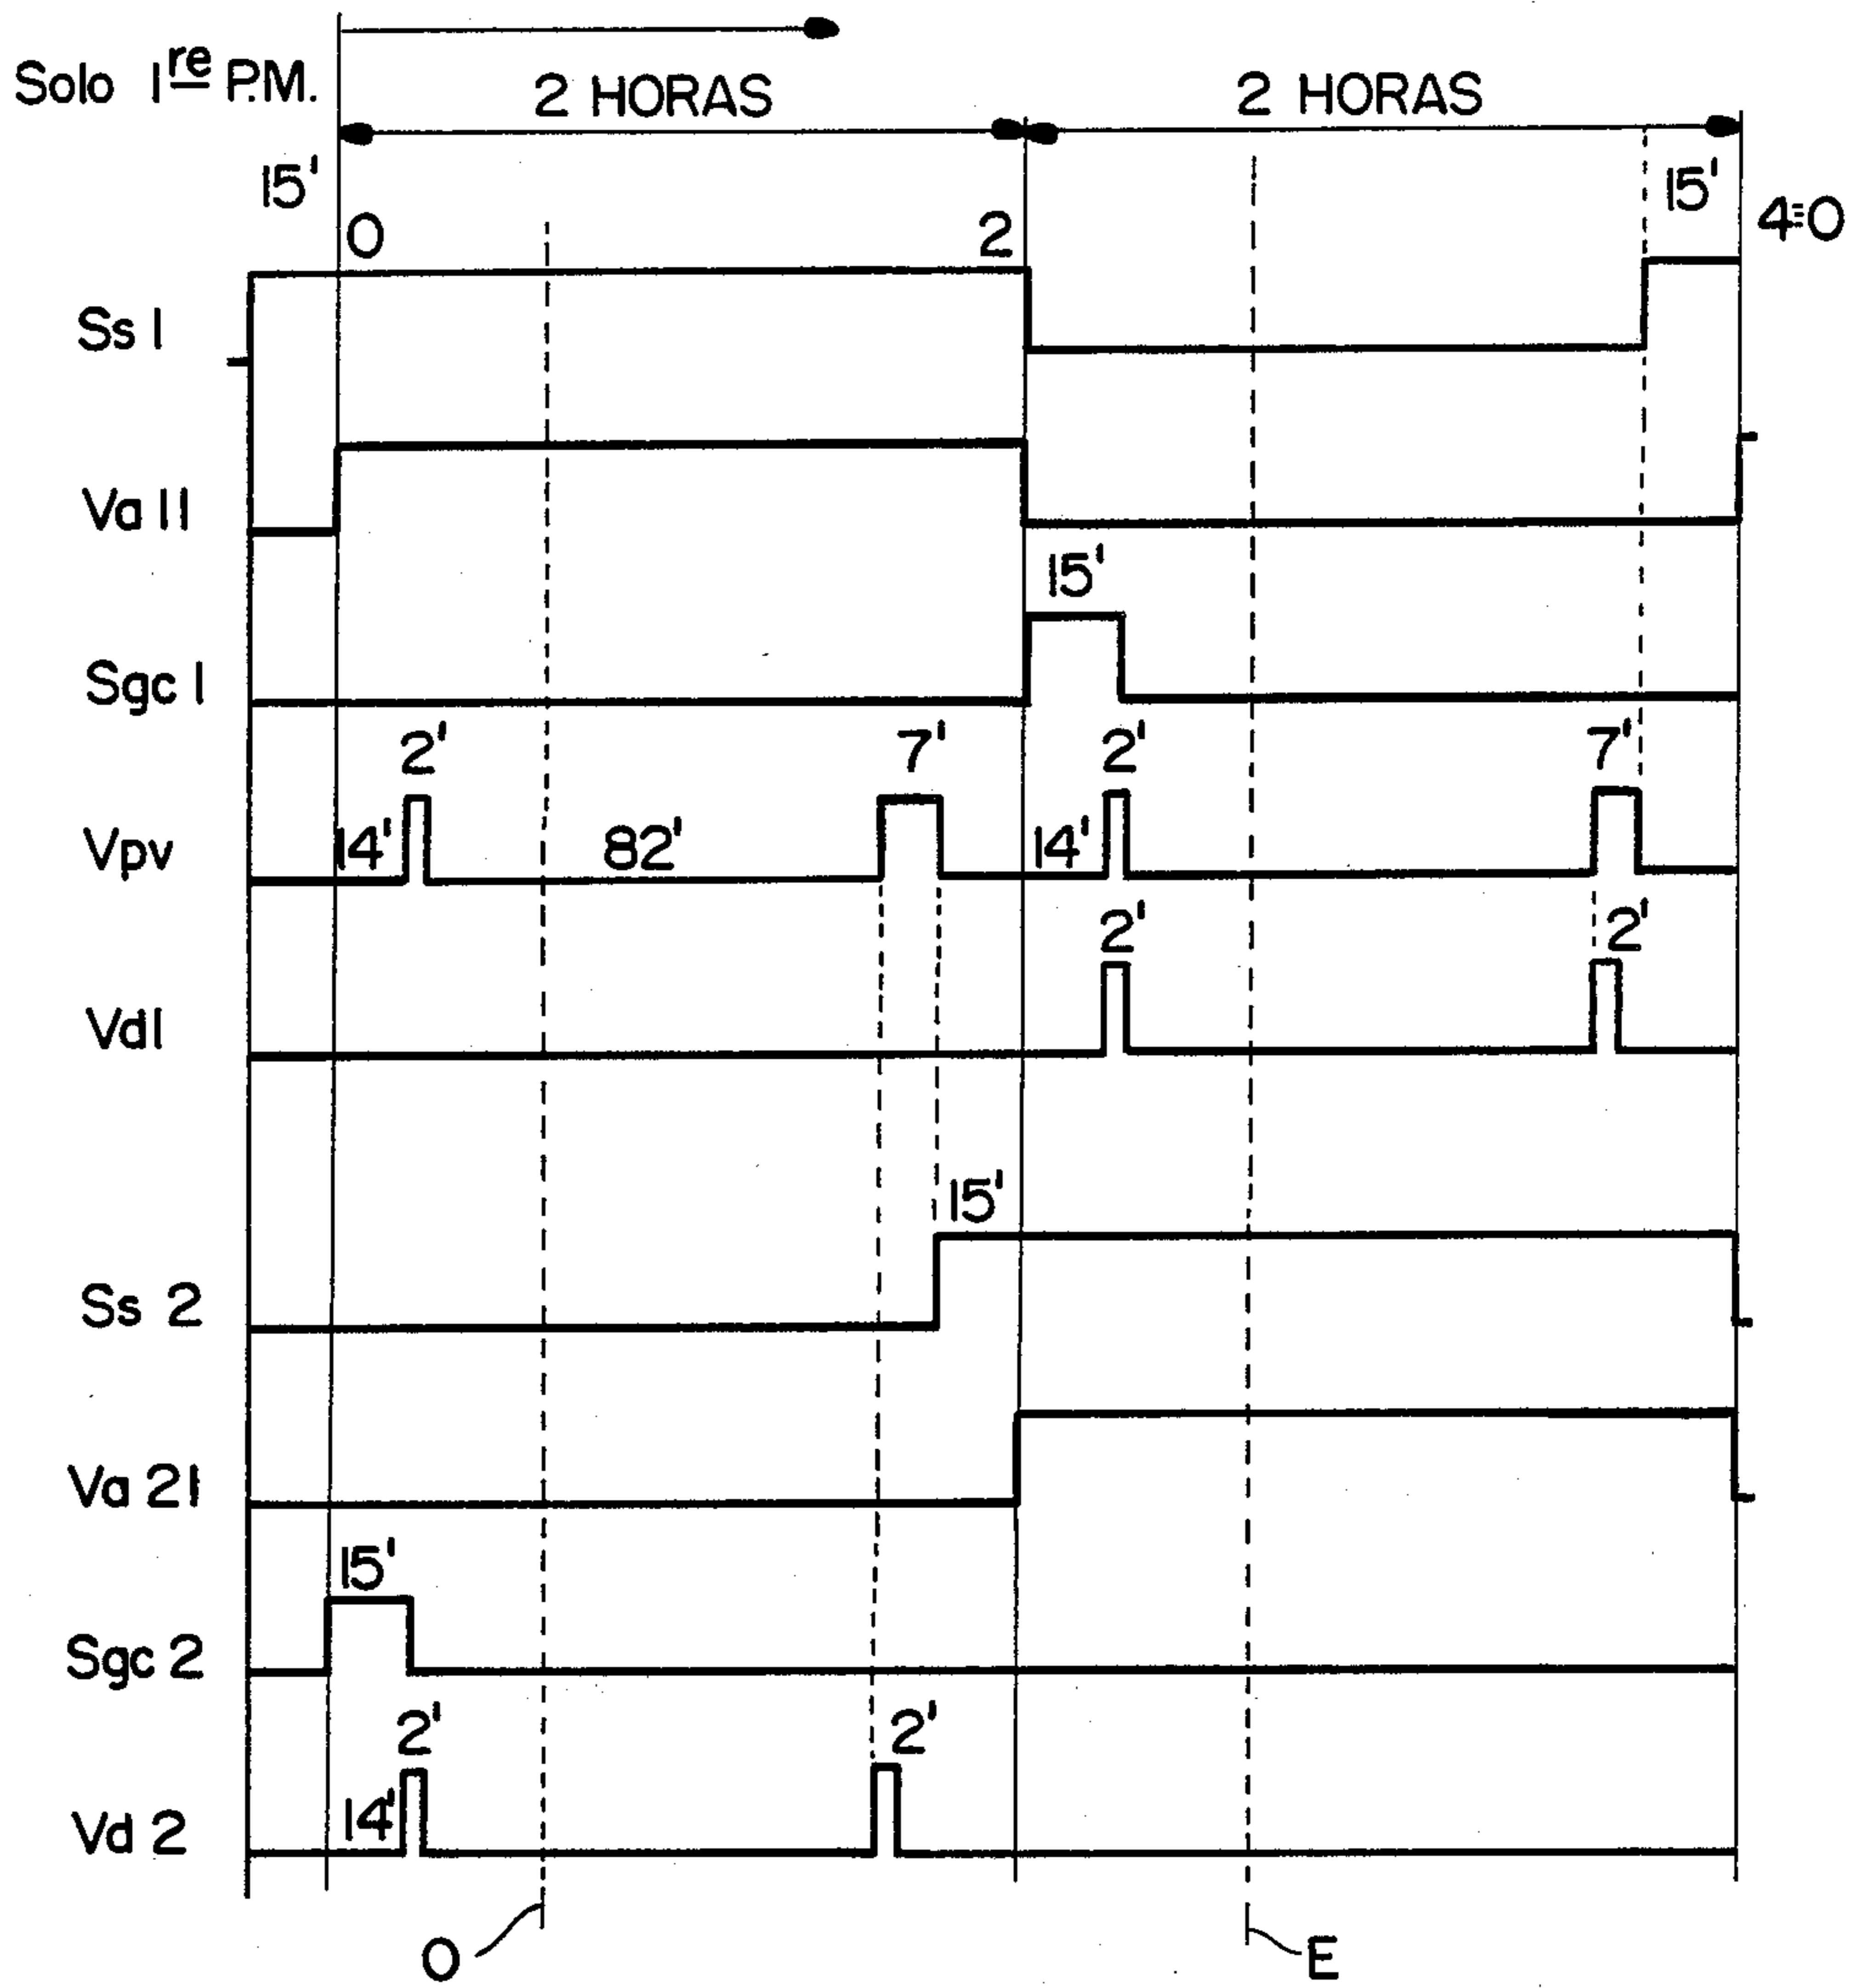 Solo 1re P.M.
2 HORAS
2 HORAS
15'
15'
0
2
4≡0
Ss 1
Va 11
15'
Sgc 1
2'
7'
2'
7'
Vpv
14'
82'
14'
2'
2'
Vd1
15'
Ss 2
Va 21
15'
Sgc 2
2'
2'
14'
Vd 2
O
E